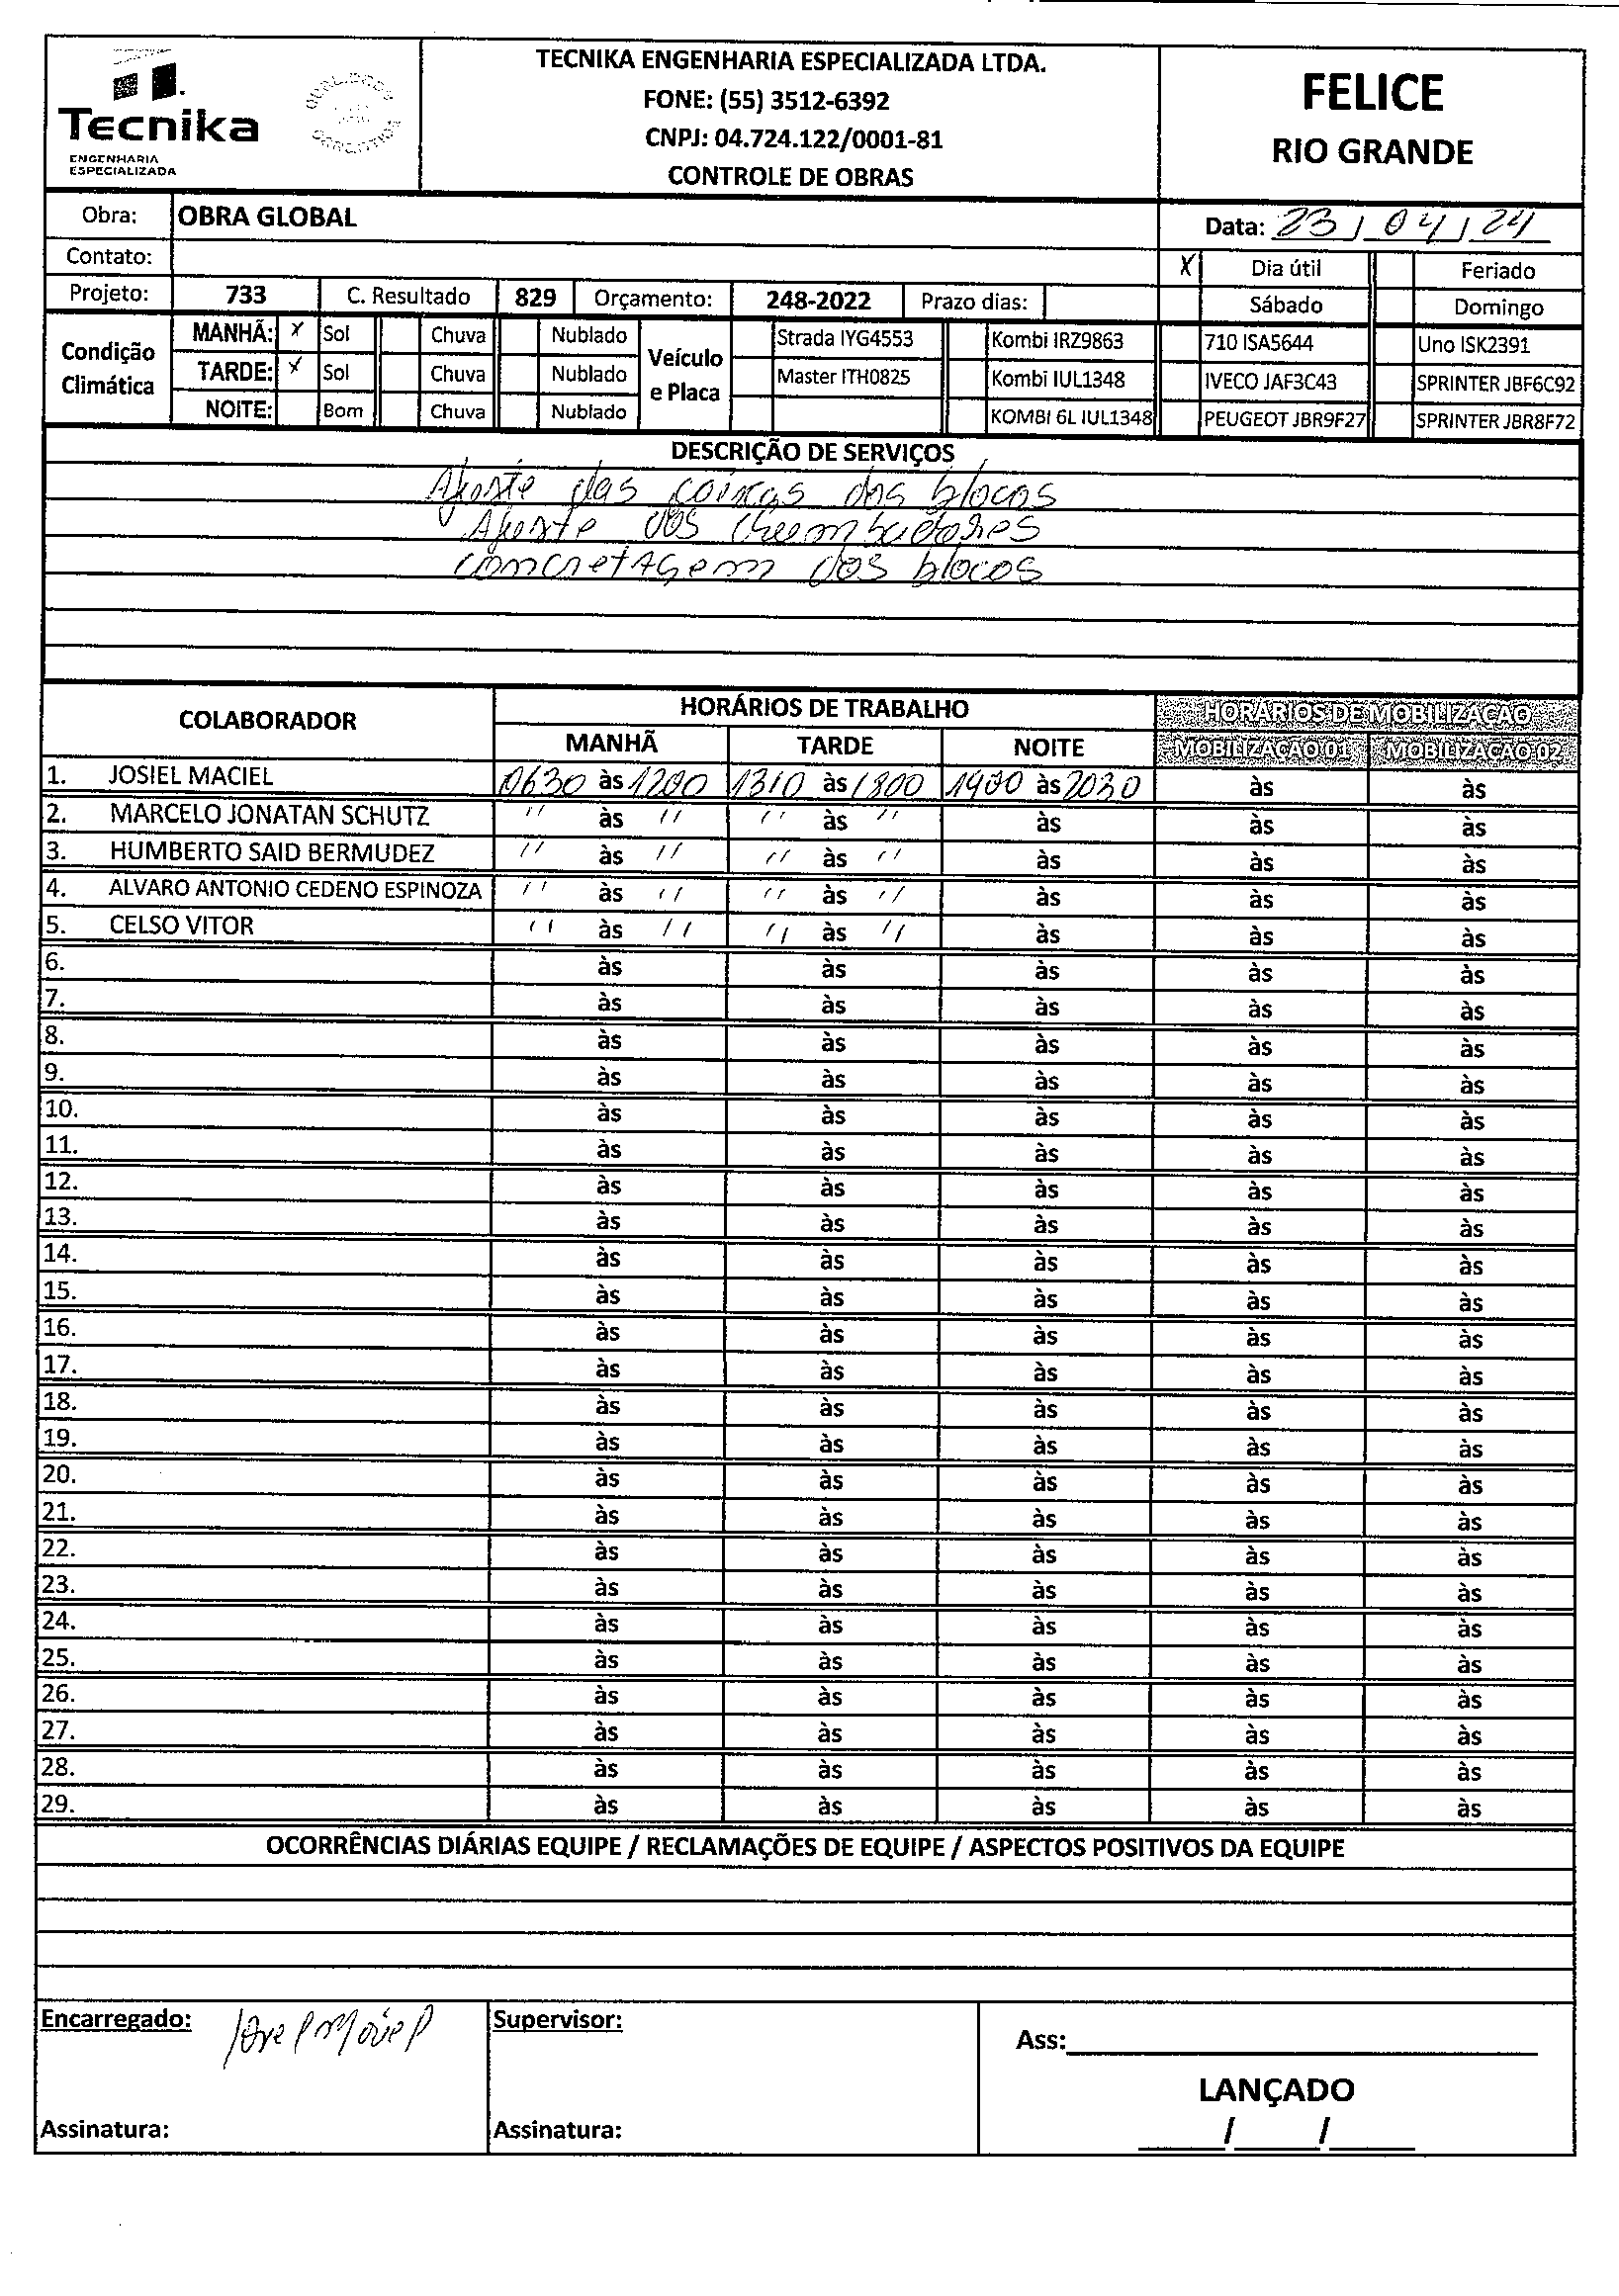 Tecnika
ENGENHARIA
ESPECIALIZADA
TECNIKA ENGENHARIA ESPECIALIZADA LTDA.
FONE: (55) 3512-6392
CNPJ: 04.724.122/0001-81
CONTROLE DE OBRAS
FELICE
RIO GRANDE
Obra: OBRA GLOBAL
Data: 23/04/24
Contato:
X Dia útil Feriado
Projeto: 733 C. Resultado 829 Orçamento: 248-2022 Prazo dias:
Sábado Domingo
Condição Climática
MANHÃ: X Sol Chuva Nublado
TARDE: X Sol Chuva Nublado
NOITE: Bom Chuva Nublado
Veículo e Placa
Strada IYG4553 Kombi IRZ9863 710 ISA5644 Uno ISK2391
Master ITH0825 Kombi IUL1348 IVECO JAF3C43 SPRINTER JBF6C92
KOMBI 6L IUL1348 PEUGEOT JBR9F27 SPRINTER JBR8F72
DESCRIÇÃO DE SERVIÇOS
Ajuste das caixas dos blocos
Ajuste dos chumbadores
concretagem dos blocos
COLABORADOR
HORÁRIOS DE TRABALHO
HORÁRIOS DE MOBILIZAÇÃO
MANHÃ TARDE NOITE MOBILIZAÇÃO 01 MOBILIZAÇÃO 02
1. JOSIEL MACIEL 0630 às 1200 1310 às 1800 1900 às 2030 às às
2. MARCELO JONATAN SCHUTZ '' às '' '' às '' às às às
3. HUMBERTO SAID BERMUDEZ '' às '' '' às '' às às às
4. ALVARO ANTONIO CEDENO ESPINOZA '' às '' '' às '' às às às
5. CELSO VITOR '' às '' '' às '' às às às
6. às às às às às
7. às às às às às
8. às às às às às
9. às às às às às
10. às às às às às
11. às às às às às
12. às às às às às
13. às às às às às
14. às às às às às
15. às às às às às
16. às às às às às
17. às às às às às
18. às às às às às
19. às às às às às
20. às às às às às
21. às às às às às
22. às às às às às
23. às às às às às
24. às às às às às
25. às às às às às
26. às às às às às
27. às às às às às
28. às às às às às
29. às às às às às
OCORRÊNCIAS DIÁRIAS EQUIPE / RECLAMAÇÕES DE EQUIPE / ASPECTOS POSITIVOS DA EQUIPE
Encarregado:
Supervisor:
Ass:
LANÇADO
Assinatura:
Assinatura:
/ /